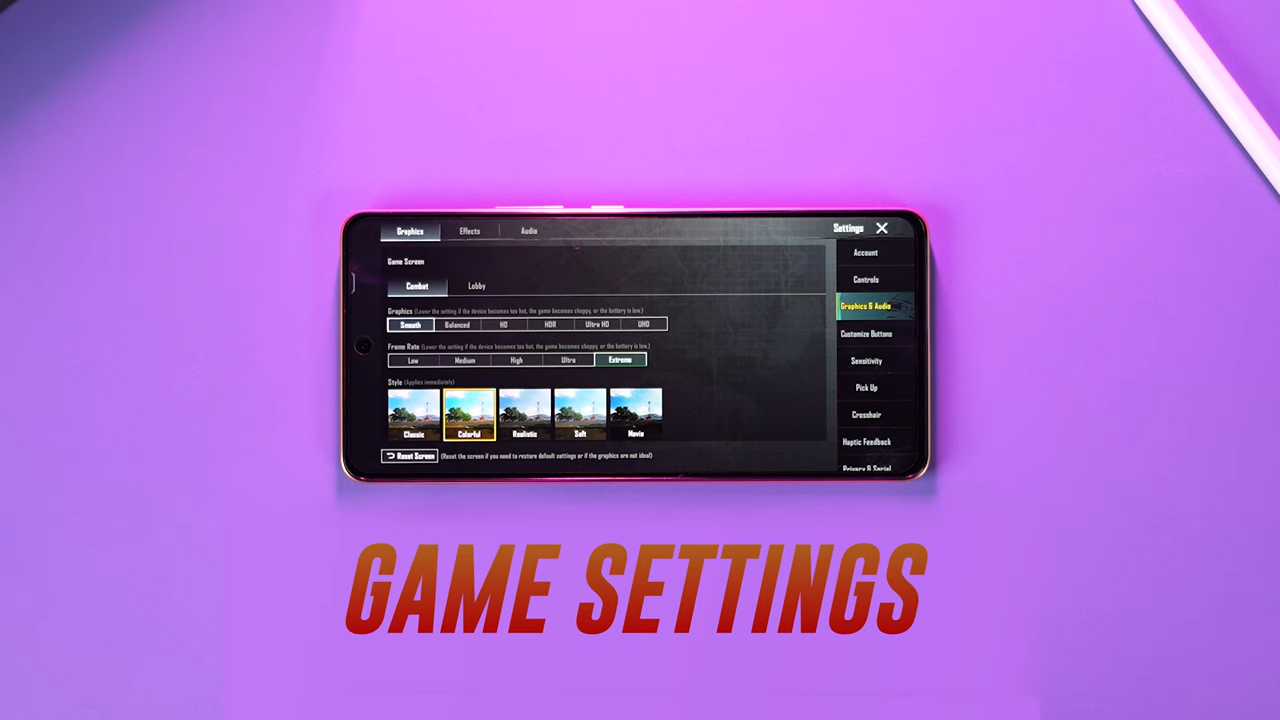 Graphics Effects Audio Settings X
Account
Game Screen
Controls
Combat Lobby
Graphics & Audio
Graphics (Lower the setting if the device becomes too hot, the game becomes choppy, or the battery is low.)
Smooth Balanced HD HDR Ultra HD UHD
Customize Buttons
Frame Rate (Lower the setting if the device becomes too hot, the game becomes choppy, or the battery is low.)
Low Medium High Ultra Extreme
Sensitivity
Style (Applies immediately)
Pick Up
Crosshair
Classic Colorful Realistic Soft Movie
Haptic Feedback
Reset Screen (Reset the screen if you need to restore default settings or if the graphics are not ideal)
Privacy & Social
GAME SETTINGS